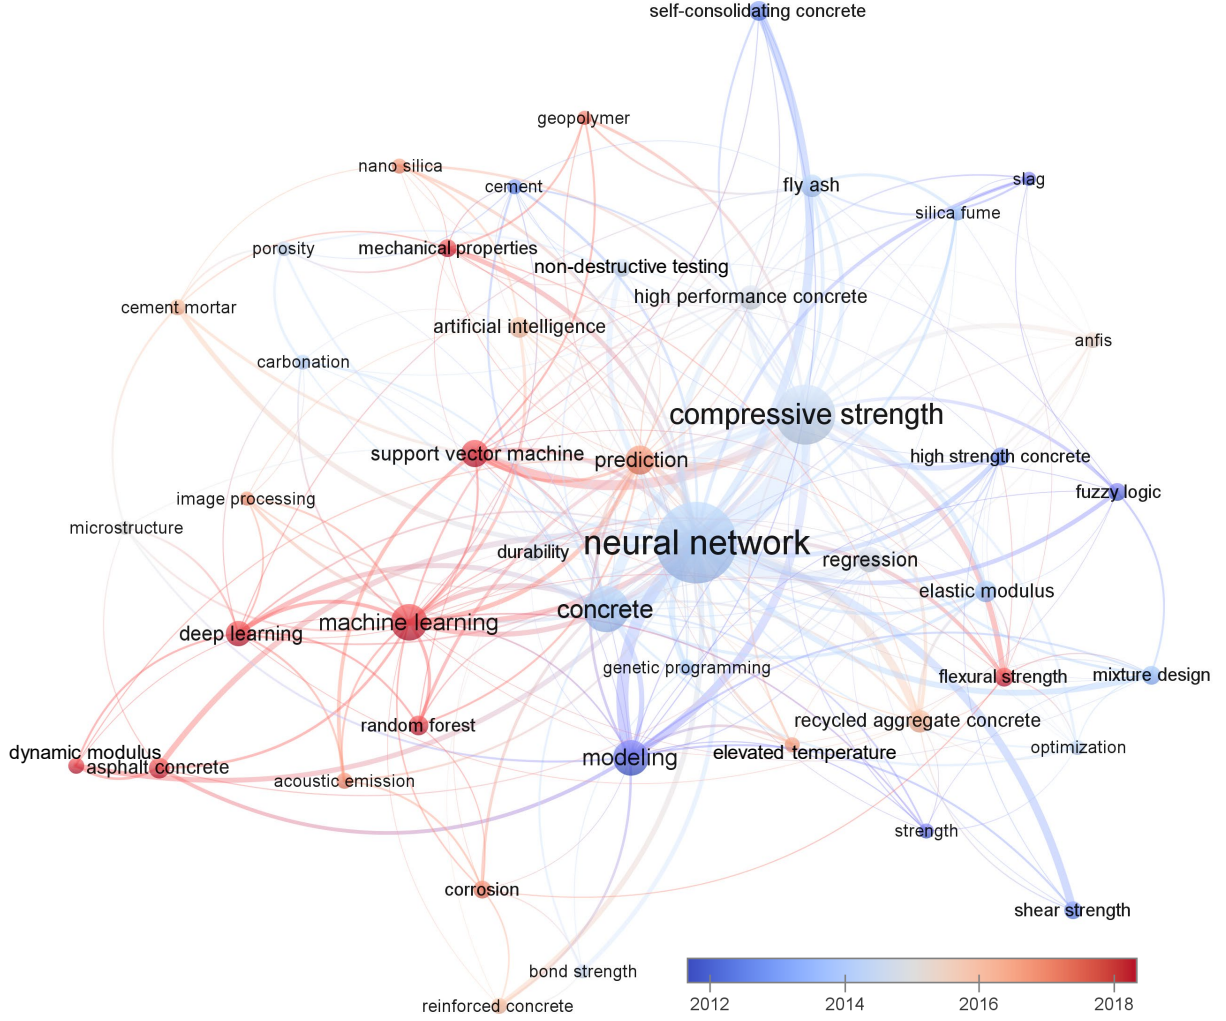 self-consolidating concrete
geopolymer
nano silica
cement
fly ash
slag
silica fume
porosity
mechanical properties
non-destructive testing
high performance concrete
cement mortar
artificial intelligence
anfis
carbonation
compressive strength
support vector machine
prediction
high strength concrete
fuzzy logic
image processing
microstructure
durability
neural network
regression
elastic modulus
concrete
machine learning
deep learning
genetic programming
flexural strength
mixture design
random forest
recycled aggregate concrete
optimization
dynamic modulus
asphalt concrete
modeling
elevated temperature
acoustic emission
strength
corrosion
shear strength
bond strength
reinforced concrete
2012
2014
2016
2018